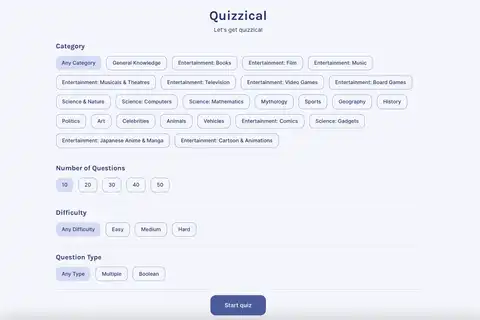 Quizzical
Let's get quizzical
Category
Any Category General Knowledge Entertainment: Books Entertainment: Film Entertainment: Music
Entertainment: Musicals & Theatres Entertainment: Television Entertainment: Video Games Entertainment: Board Games
Science & Nature Science: Computers Science: Mathematics Mythology Sports Geography History
Politics Art Celebrities Animals Vehicles Entertainment: Comics Science: Gadgets
Entertainment: Japanese Anime & Manga Entertainment: Cartoon & Animations
Number of Questions
10 20 30 40 50
Difficulty
Any Difficulty Easy Medium Hard
Question Type
Any Type Multiple Boolean
Start quiz